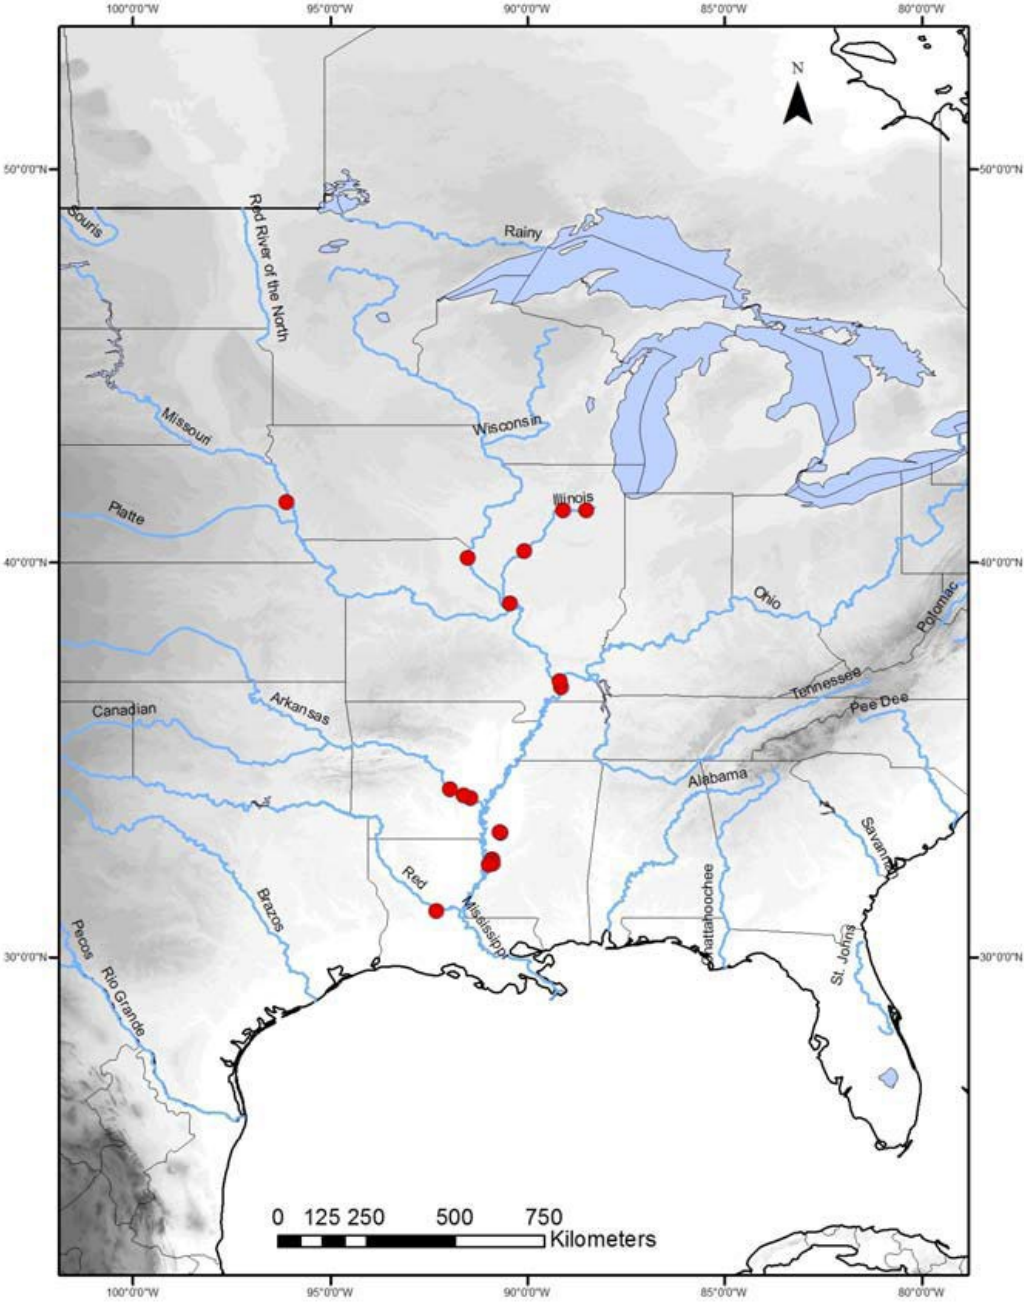 100°0'0"W 95°0'0"W 90°0'0"W 85°0'0"W 80°0'0"W
N
50°0'0"N 50°0'0"N
Souris
Red River of the North
Rainy
Missouri
Wisconsin
Platte
Illinois
40°0'0"N 40°0'0"N
Ohio
Potomac
Tennessee
Pee Dee
Canadian
Arkansas
Alabama
Savanna
Chattahoochee
Red
Mississippi
Brazos
St. Johns
Pecos
30°0'0"N 30°0'0"N
Rio Grande
0 125 250 500 750
Kilometers
100°0'0"W 95°0'0"W 90°0'0"W 85°0'0"W 80°0'0"W